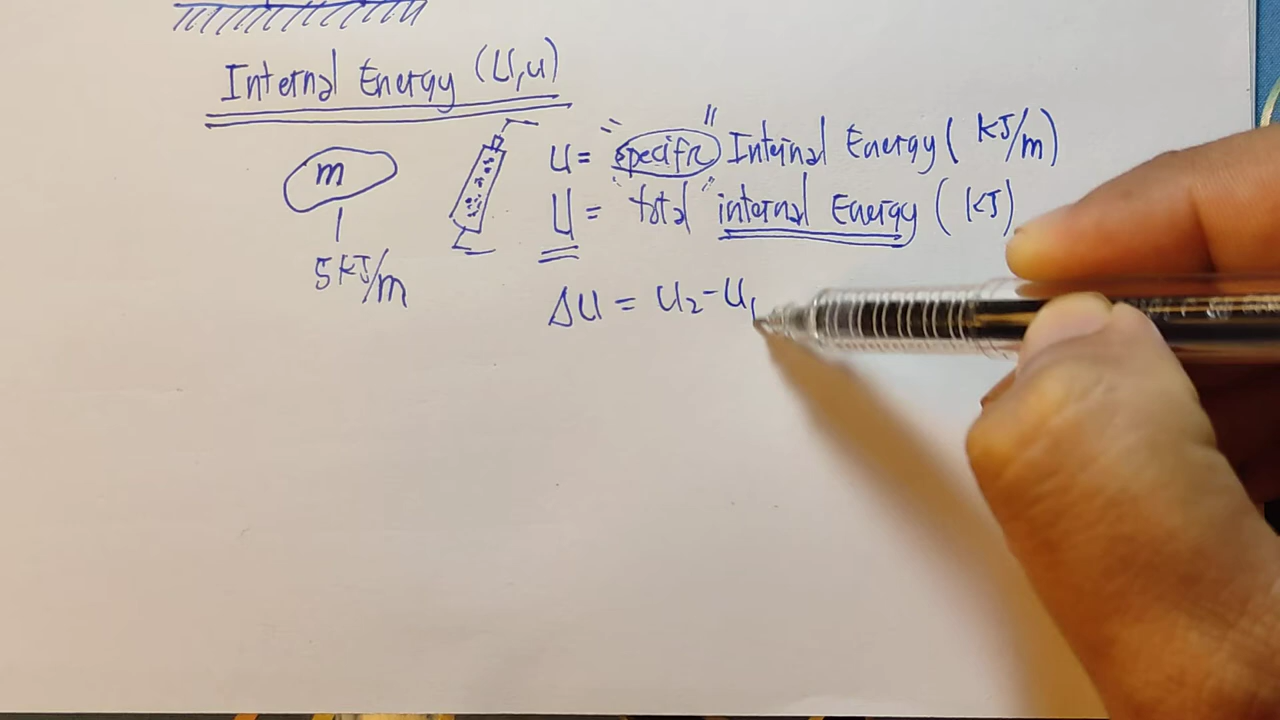 Internal Energy (U,u)
m
5 KJ/m
u = "specific" Internal Energy ( KJ/m)
U = "total" internal Energy ( KJ)
Δu = u₂-u₁